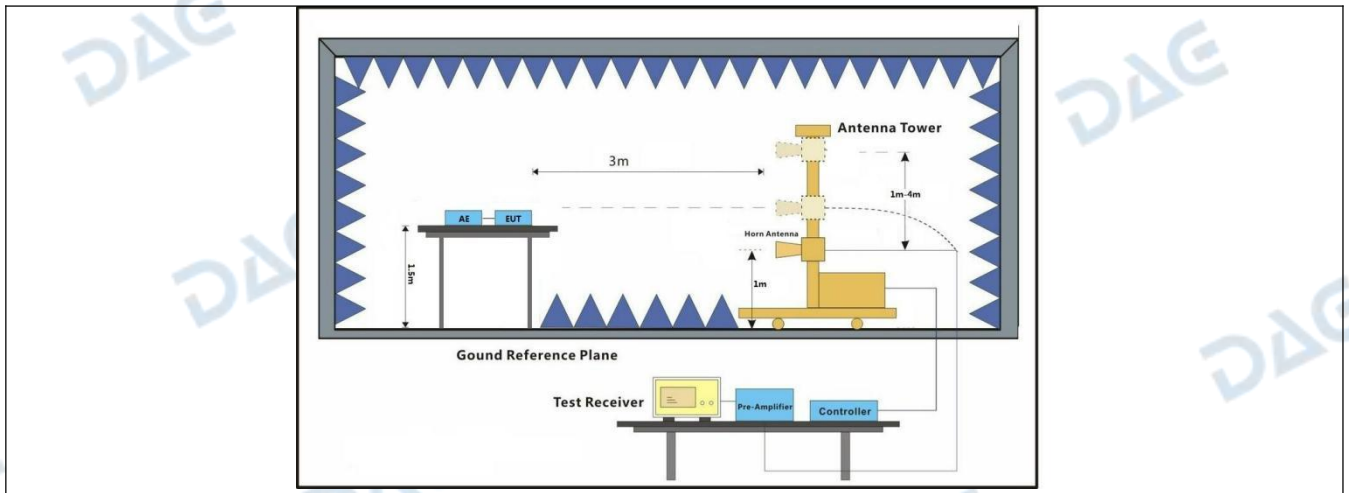 DAG
DAG
Antenna Tower
3m
1m-4m
AE
EUT
Horn Antenna
DAG
1.5m
1m
DAG
Gound Reference Plane
Test Receiver
Pre-Amplifier
Controller